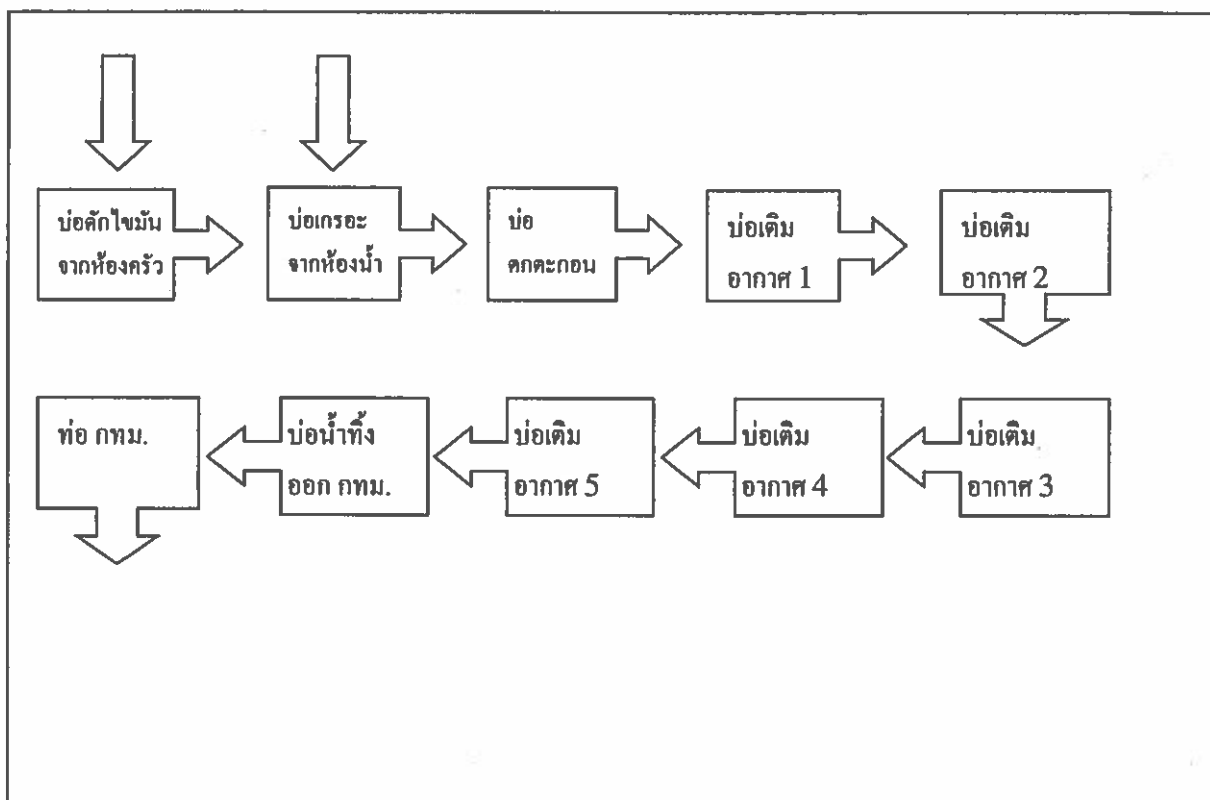 บ่อดักไขมัน
จากห้องครัว
บ่อเกรอะ
จากห้องน้ำ
บ่อ
ตกตะกอน
บ่อเติม
อากาศ 1
บ่อเติม
อากาศ 2
ท่อ กทม.
บ่อน้ำทิ้ง
ออก กทม.
บ่อเติม
อากาศ 5
บ่อเติม
อากาศ 4
บ่อเติม
อากาศ 3